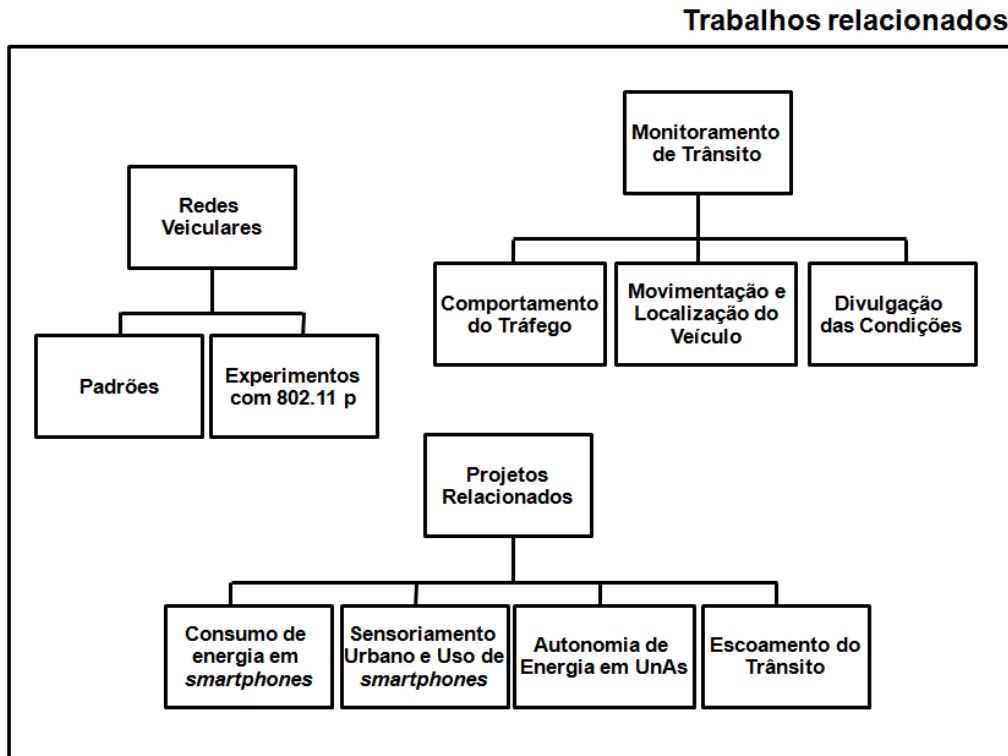 Trabalhos relacionados
Monitoramento
de Trânsito
Redes
Veiculares
Comportamento
do Tráfego
Movimentação e
Localização do
Veículo
Divulgação
das Condições
Padrões
Experimentos
com 802.11 p
Projetos
Relacionados
Consumo de
energia em
smartphones
Sensoriamento
Urbano e Uso de
smartphones
Autonomia de
Energia em UnAs
Escoamento do
Trânsito